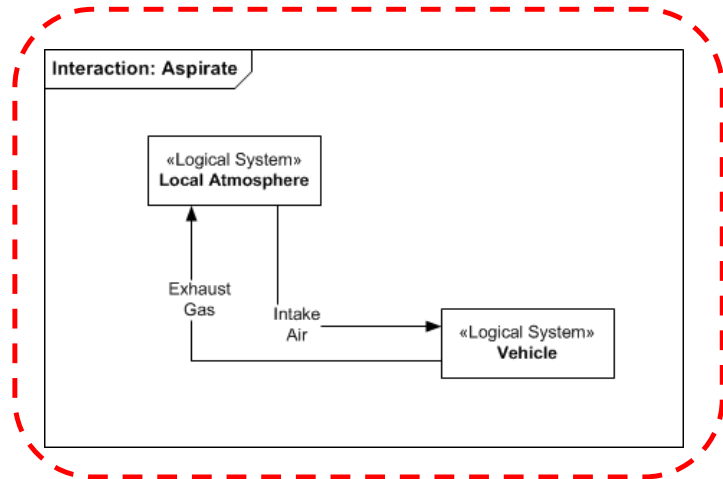 Interaction: Aspirate
«Logical System»
Local Atmosphere
Exhaust
Gas
Intake
Air
«Logical System»
Vehicle